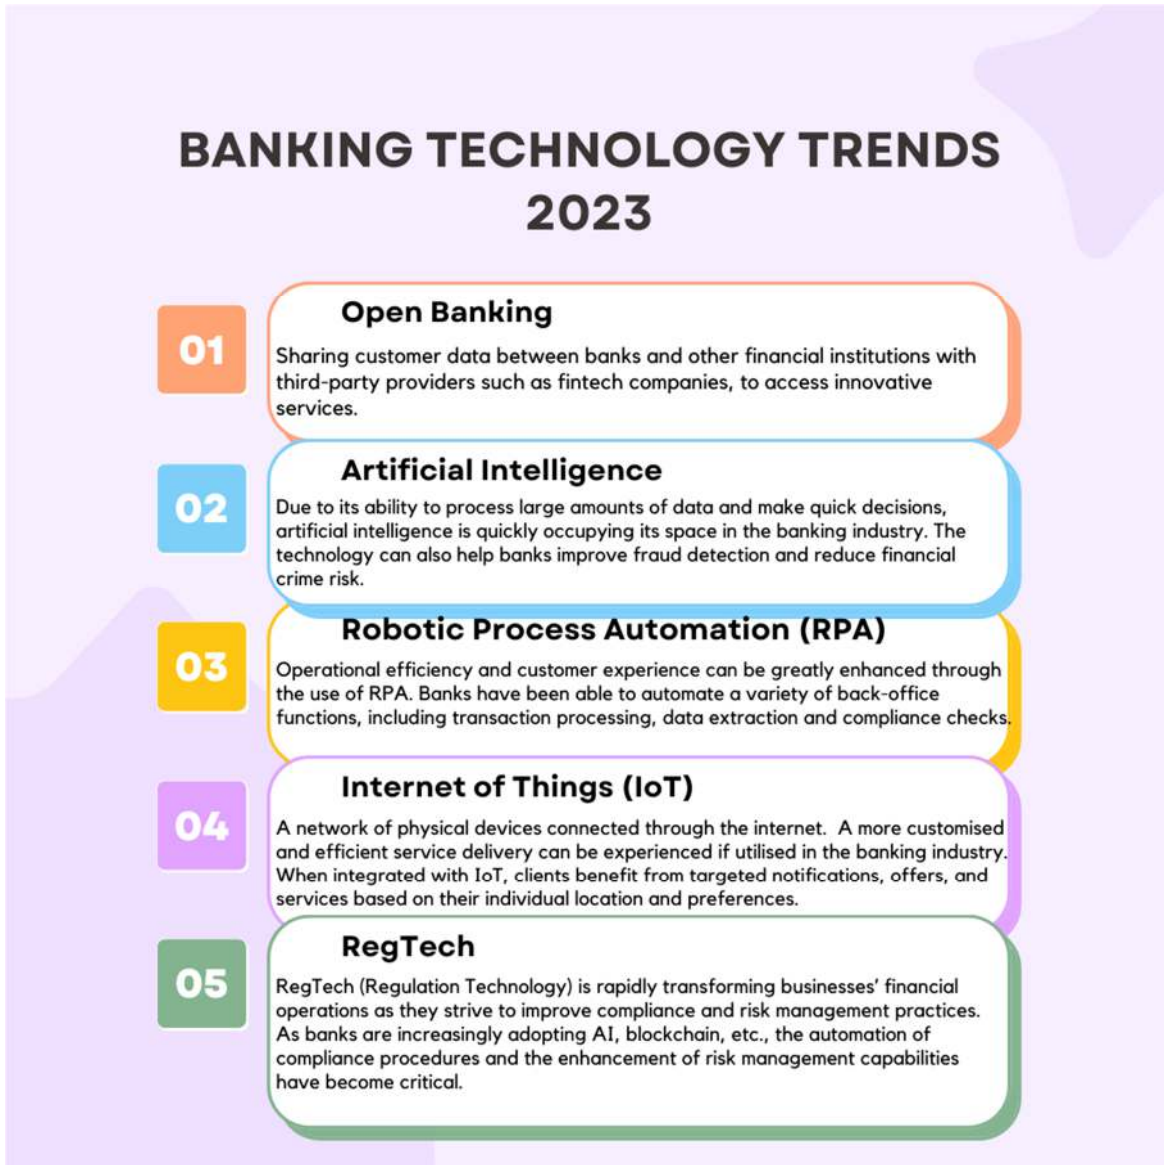 BANKING TECHNOLOGY TRENDS
2023
01
Open Banking
Sharing customer data between banks and other financial institutions with
third-party providers such as fintech companies, to access innovative
services.
02
Artificial Intelligence
Due to its ability to process large amounts of data and make quick decisions,
artificial intelligence is quickly occupying its space in the banking industry. The
technology can also help banks improve fraud detection and reduce financial
crime risk.
03
Robotic Process Automation (RPA)
Operational efficiency and customer experience can be greatly enhanced through
the use of RPA. Banks have been able to automate a variety of back-office
functions, including transaction processing, data extraction and compliance checks.
04
Internet of Things (IoT)
A network of physical devices connected through the internet.  A more customised
and efficient service delivery can be experienced if utilised in the banking industry.
When integrated with IoT, clients benefit from targeted notifications, offers, and
services based on their individual location and preferences.
05
RegTech
RegTech (Regulation Technology) is rapidly transforming businesses' financial
operations as they strive to improve compliance and risk management practices.
As banks are increasingly adopting AI, blockchain, etc., the automation of
compliance procedures and the enhancement of risk management capabilities
have become critical.